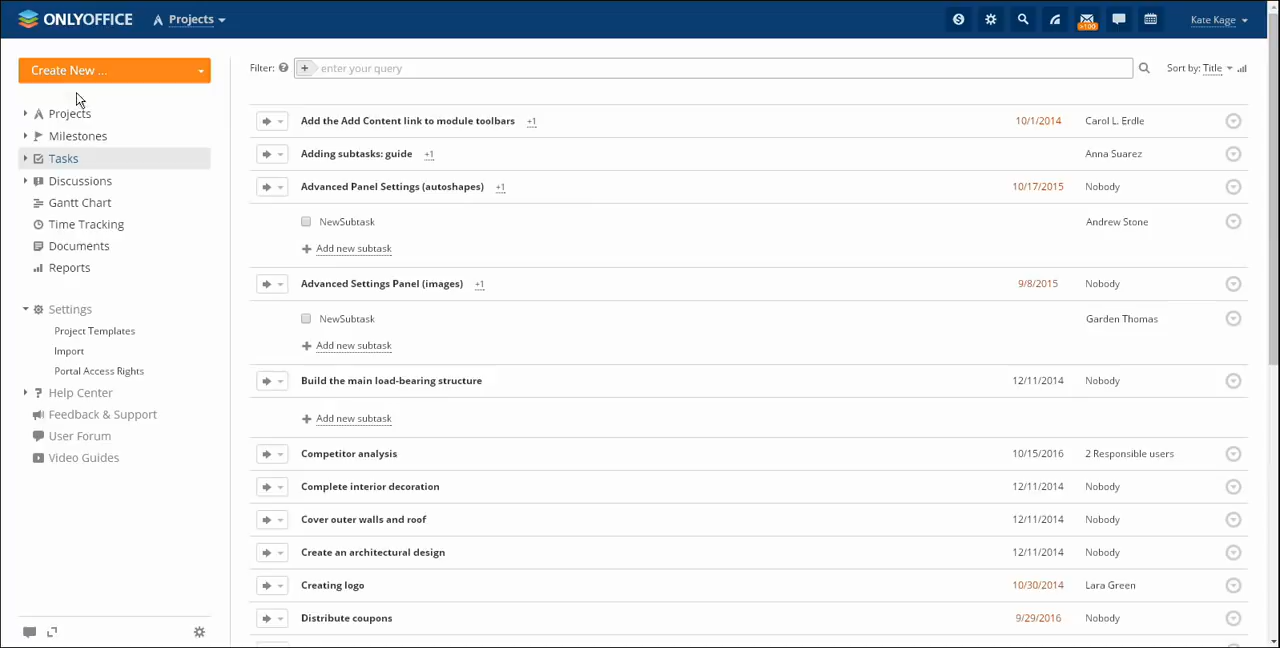 ONLYOFFICE Projects +100 Kate Kage
Create New ...
Filter: ? + enter your query Sort by: Title
Projects
Milestones
Tasks
Discussions
Gantt Chart
Time Tracking
Documents
Reports
Settings
Project Templates
Import
Portal Access Rights
Help Center
Feedback & Support
User Forum
Video Guides
Add the Add Content link to module toolbars +1 10/1/2014 Carol L. Erdle
Adding subtasks: guide +1 Anna Suarez
Advanced Panel Settings (autoshapes) +1 10/17/2015 Nobody
NewSubtask Andrew Stone
+ Add new subtask
Advanced Settings Panel (images) +1 9/8/2015 Nobody
NewSubtask Garden Thomas
+ Add new subtask
Build the main load-bearing structure 12/11/2014 Nobody
+ Add new subtask
Competitor analysis 10/15/2016 2 Responsible users
Complete interior decoration 12/11/2014 Nobody
Cover outer walls and roof 12/11/2014 Nobody
Create an architectural design 12/11/2014 Nobody
Creating logo 10/30/2014 Lara Green
Distribute coupons 9/29/2016 Nobody